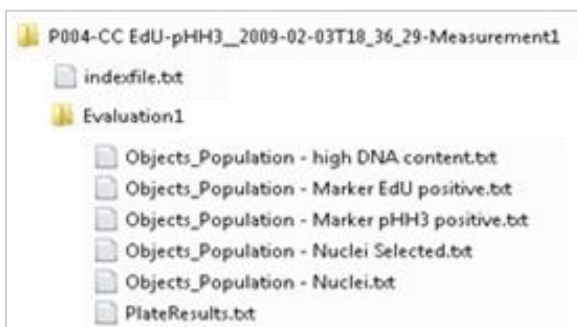 P004-CC EdU-pHH3__2009-02-03T18_36_29-Measurement1
indexfile.txt
Evaluation1
Objects_Population - high DNA content.txt
Objects_Population - Marker EdU positive.txt
Objects_Population - Marker pHH3 positive.txt
Objects_Population - Nuclei Selected.txt
Objects_Population - Nuclei.txt
PlateResults.txt